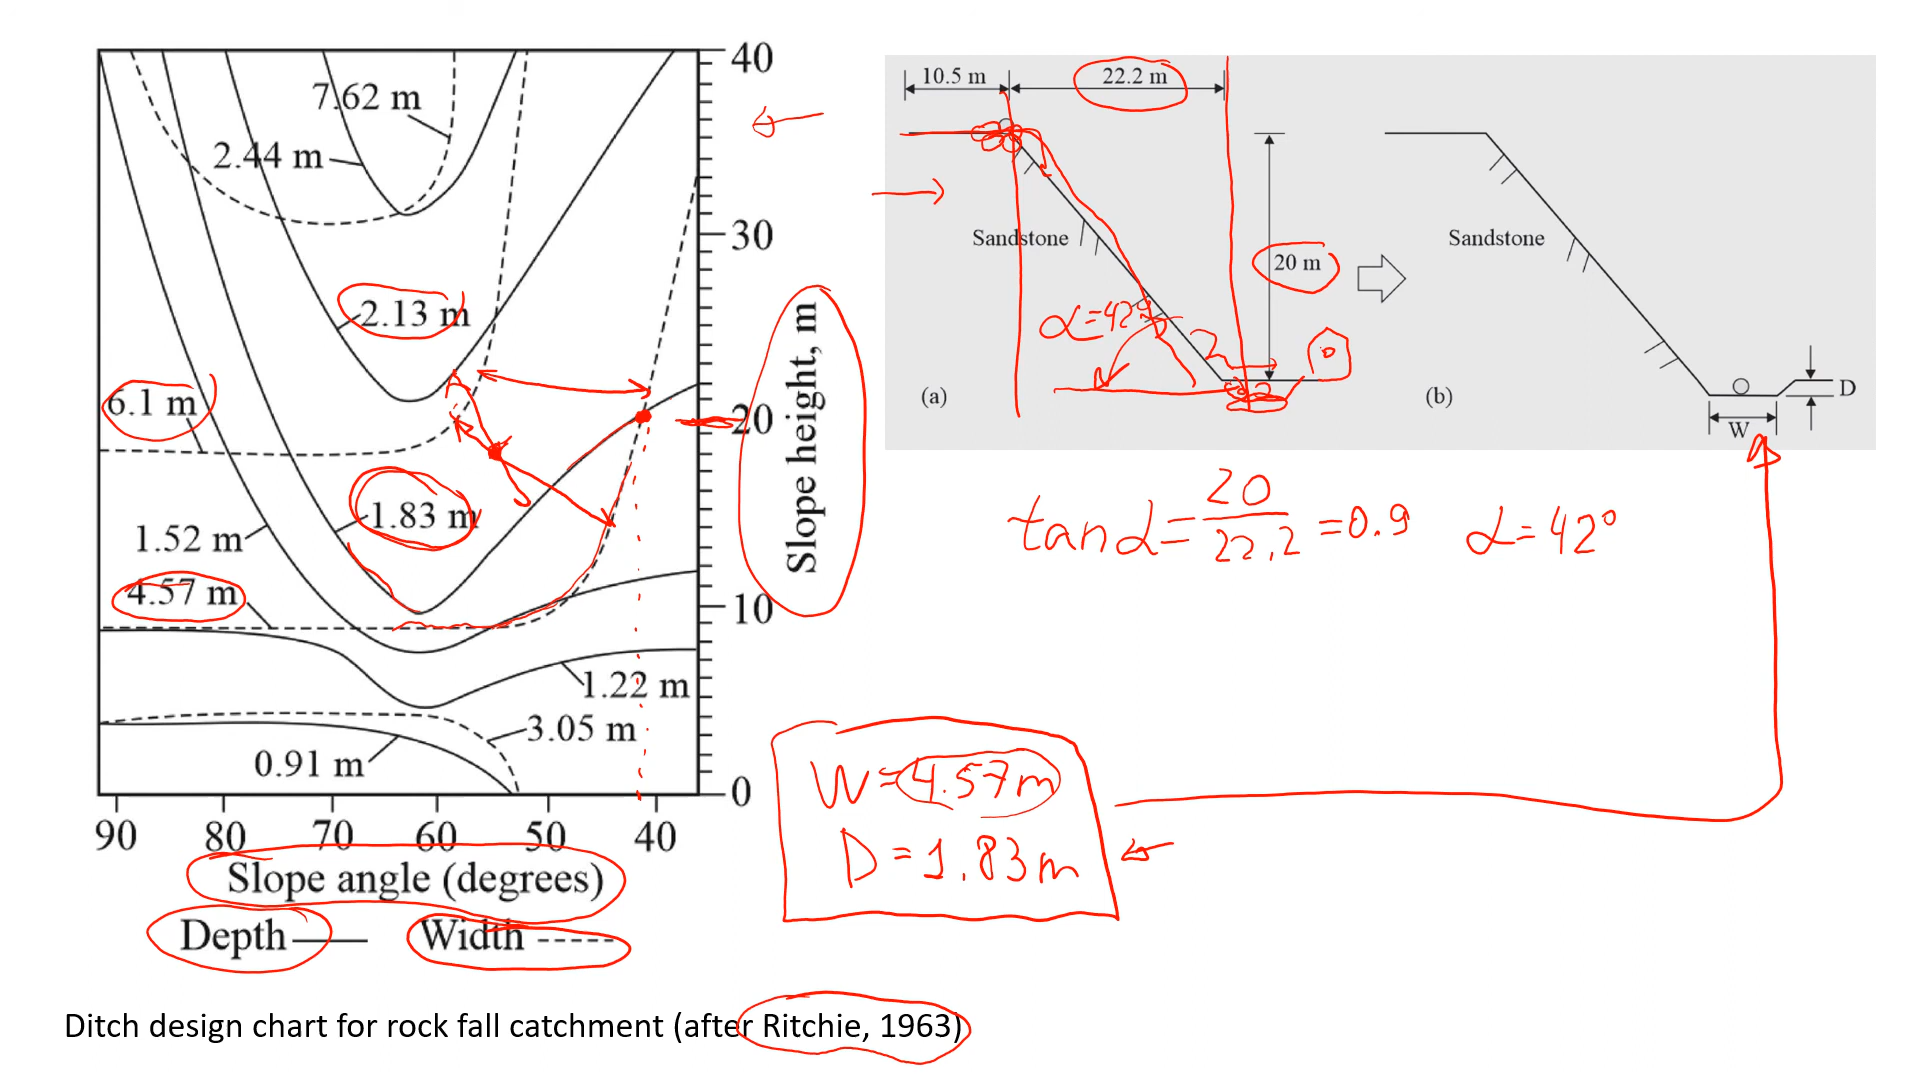 40
7.62 m
2.44 m
30
2.13 m
6.1 m
20
1.83 m
1.52 m
4.57 m
10
1.22 m
3.05 m
0.91 m
0
90 80 70 60 50 40
Slope angle (degrees)
Depth Width
Slope height, m
Ditch design chart for rock fall catchment (after Ritchie, 1963)
10.5 m 22.2 m
Sandstone
20 m
α=42°
(a)
Sandstone
(b)
D
W
tanα=20/22.2=0.9 α=42°
W=4.57m
D=1.83m